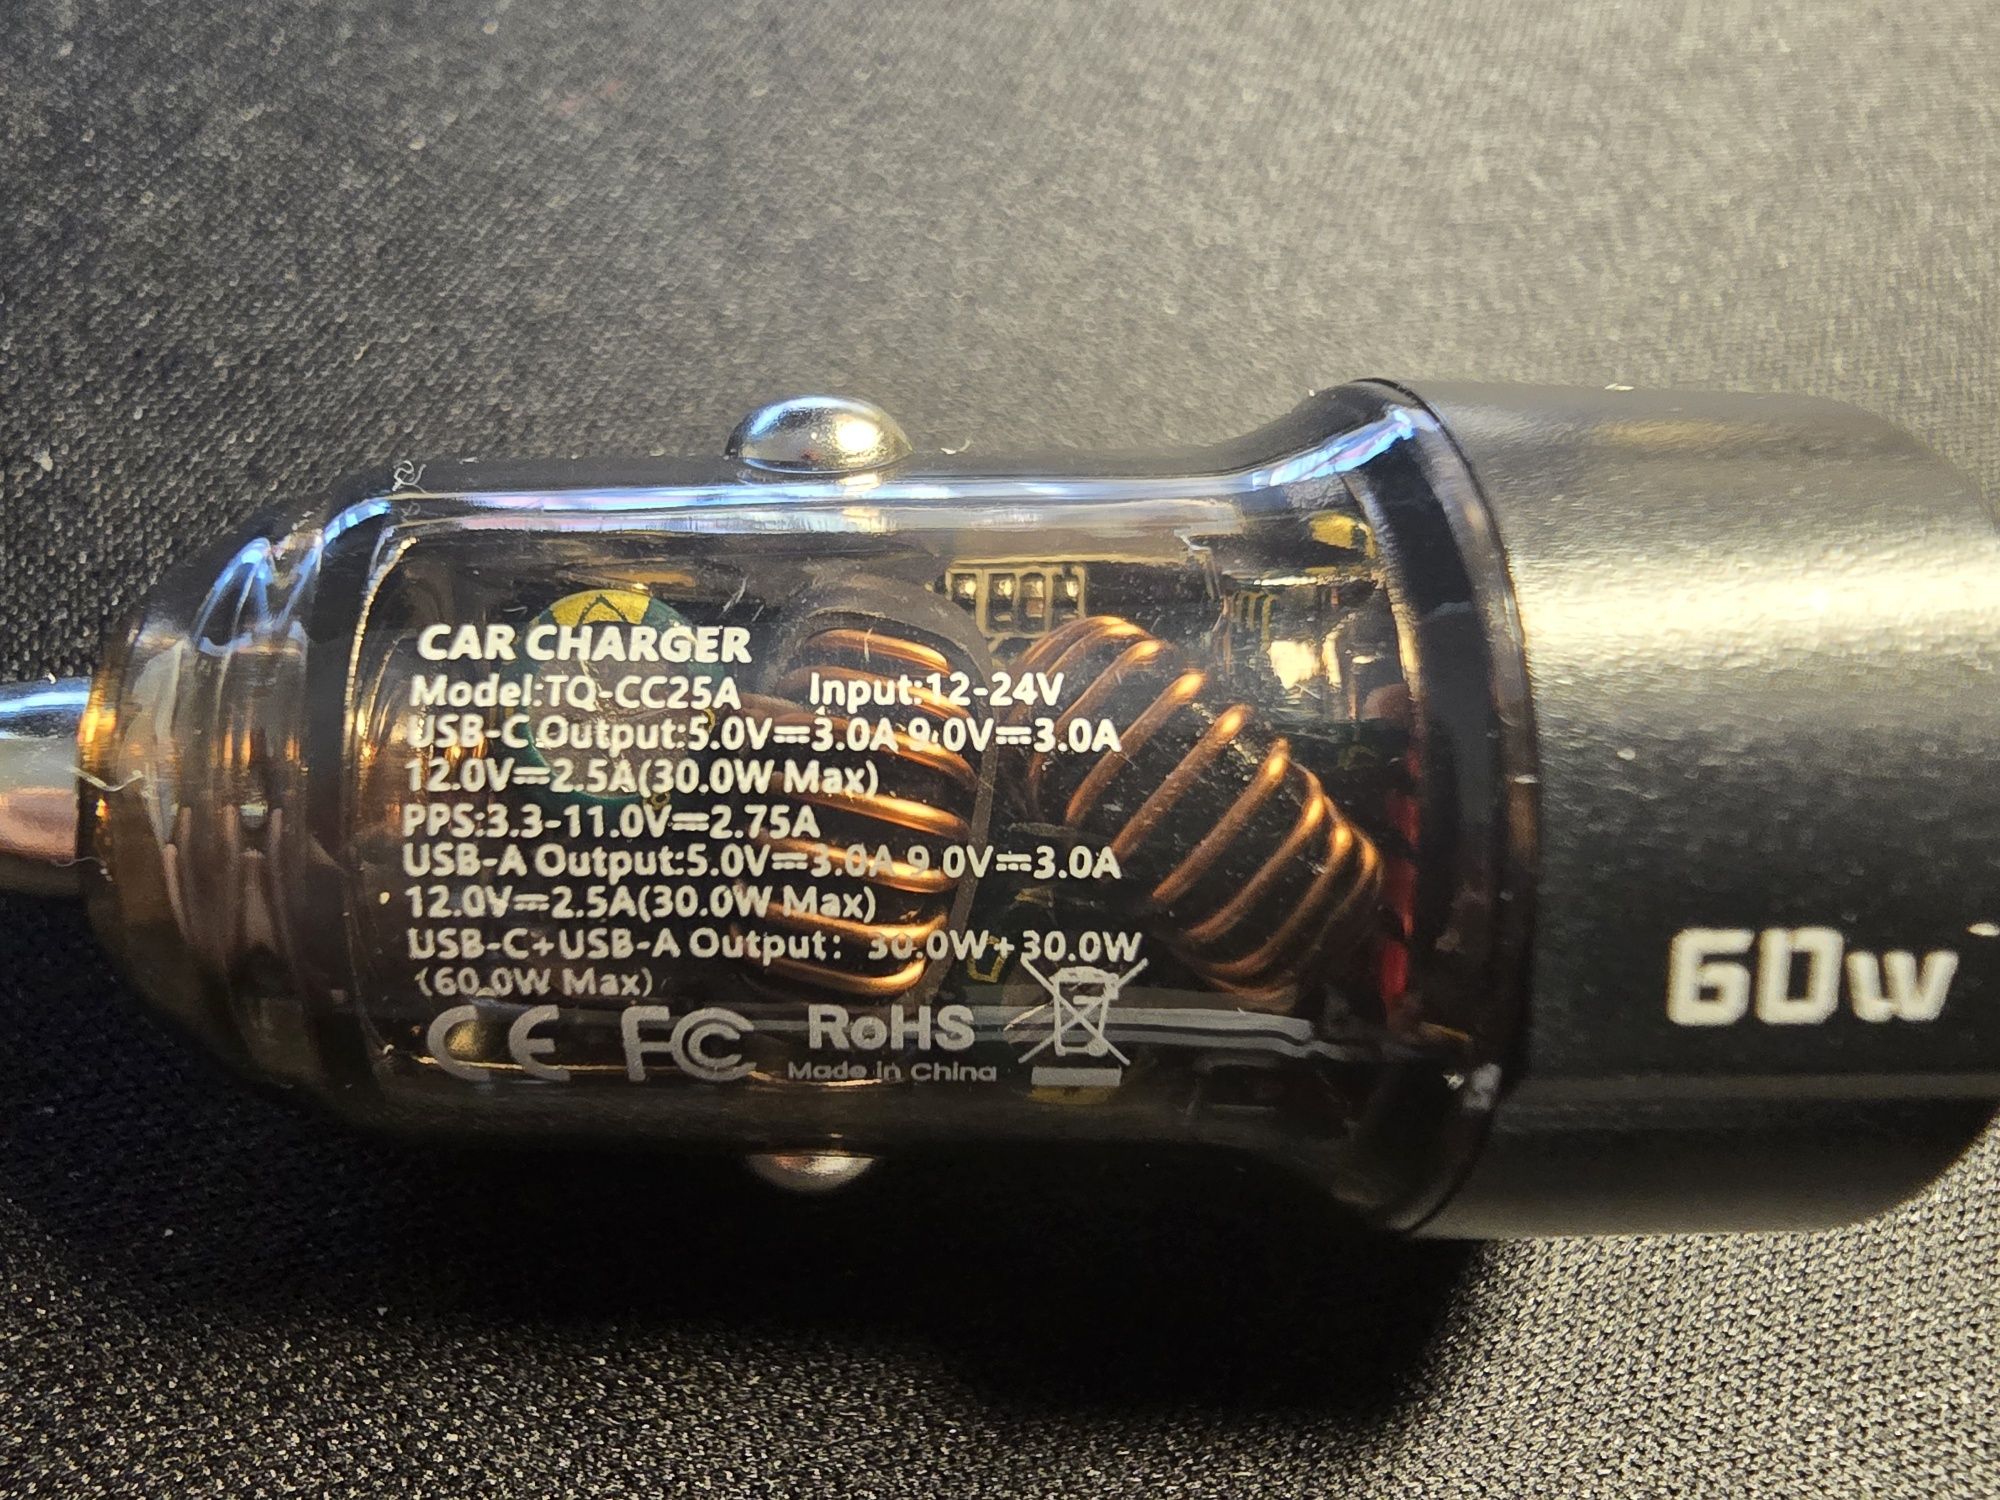 CAR CHARGER
Model:TQ-CC25A Input:12-24V
USB-C Output:5.0V⎓3.0A 9.0V⎓3.0A
12.0V⎓2.5A(30.0W Max)
PPS:3.3-11.0V⎓2.75A
USB-A Output:5.0V⎓3.0A 9.0V⎓3.0A
12.0V⎓2.5A(30.0W Max)
USB-C+USB-A Output: 30.0W+30.0W
(60.0W Max)
CE FC RoHS
Made in China
60w